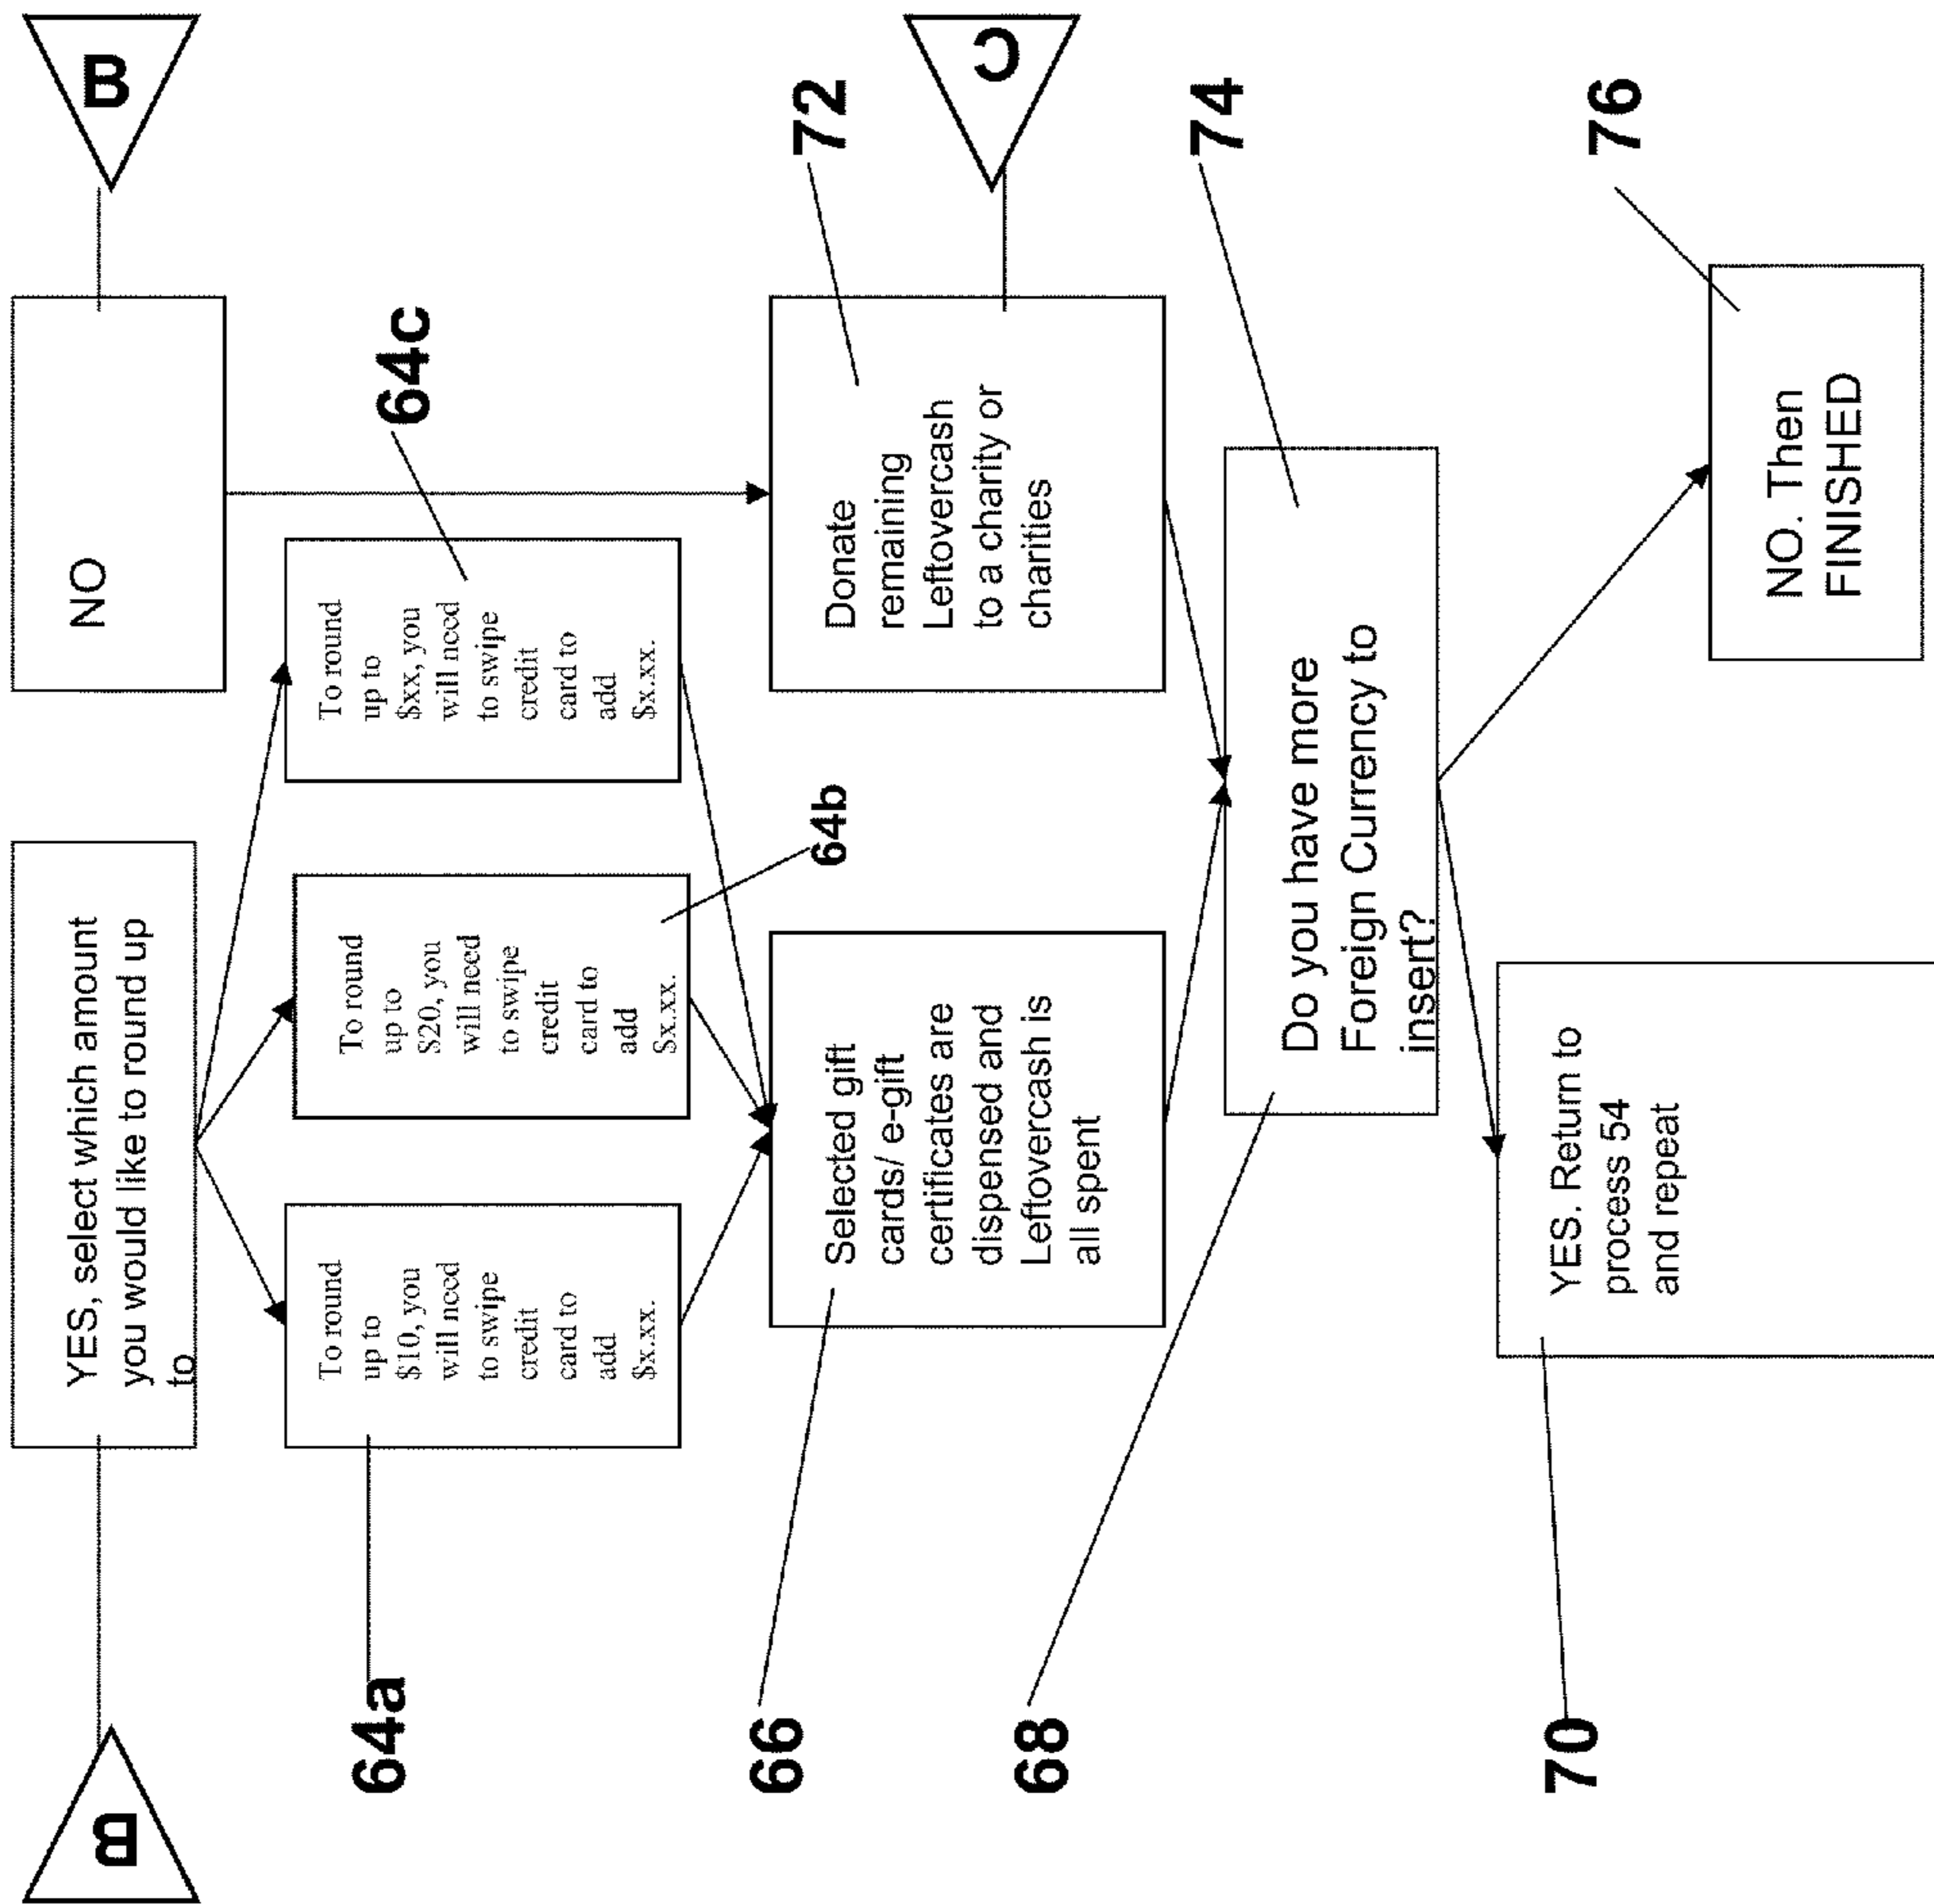 B
YES, select which amount
you would like to round up
to
NO
B
64a
To round
up to
$10, you
will need
to swipe
credit
card to
add
$x.xx.
To round
up to
$20, you
will need
to swipe
credit
card to
add
$x.xx.
64b
To round
up to
$xx, you
will need
to swipe
credit
card to
add
$x.xx.
64c
66
Selected gift
cards/ e-gift
certificates are
dispensed and
Leftovercash is
all spent
Donate
remaining
Leftovercash
to a charity or
charities
72
C
68
Do you have more
Foreign Currency to
insert?
74
70
YES. Return to
process 54
and repeat
NO. Then
FINISHED
76